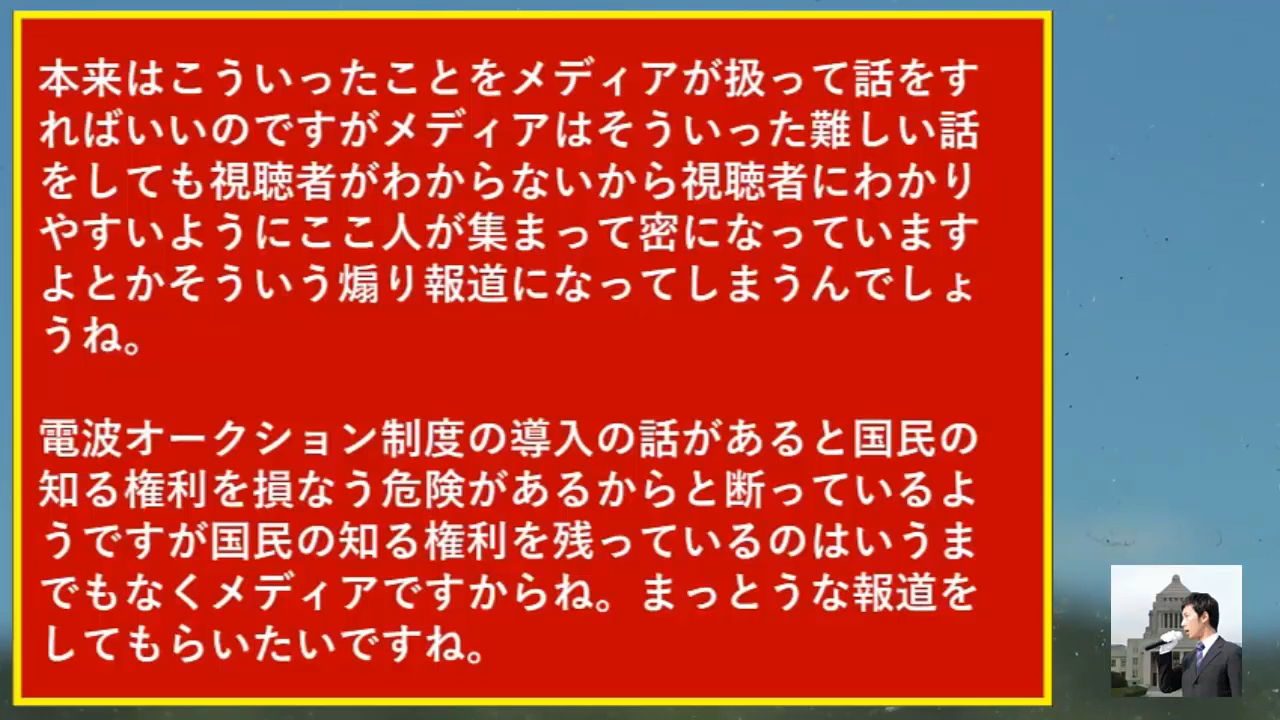 本来はこういったことをメディアが扱って話をす
ればいいのですがメディアはそういった難しい話
をしても視聴者がわからないから視聴者にわかり
やすいようにここ人が集まって密になっています
よとかそういう煽り報道になってしまうんでしょ
うね。
電波オークション制度の導入の話があると国民の
知る権利を損なう危険があるからと断っているよ
うですが国民の知る権利を残っているのはいうま
でもなくメディアですからね。まっとうな報道を
してもらいたいですね。